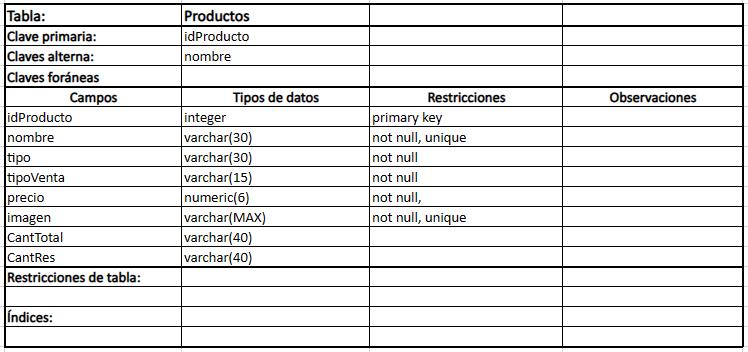 Tabla: Productos
Clave primaria: idProducto
Claves alterna: nombre
Claves foráneas
Campos Tipos de datos Restricciones Observaciones
idProducto integer primary key
nombre varchar(30) not null, unique
tipo varchar(30) not null
tipoVenta varchar(15) not null
precio numeric(6) not null,
imagen varchar(MAX) not null, unique
CantTotal varchar(40)
CantRes varchar(40)
Restricciones de tabla:
Índices: